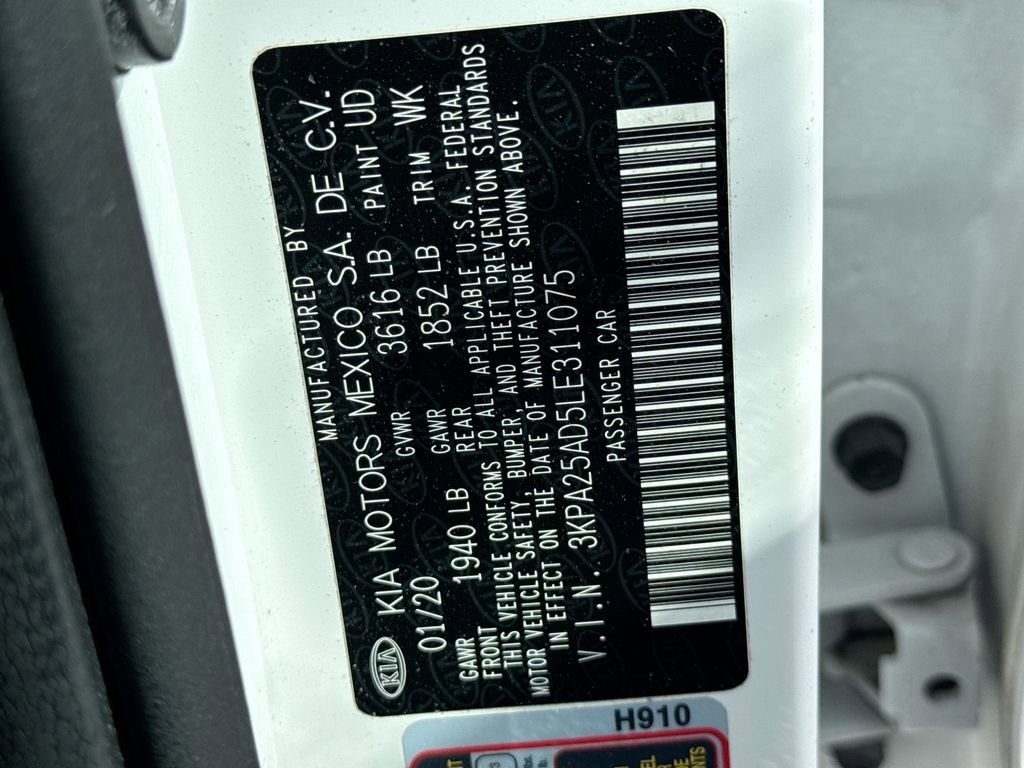 MANUFACTURED BY
KIA KIA MOTORS MEXICO S.A. DE C.V.
01/20 GVWR 3616 LB PAINT UD
GAWR FRONT 1940 LB GAWR REAR 1852 LB TRIM WK
THIS VEHICLE CONFORMS TO ALL APPLICABLE U.S.A. FEDERAL
MOTOR VEHICLE SAFETY, BUMPER, AND THEFT PREVENTION STANDARDS
IN EFFECT ON THE DATE OF MANUFACTURE SHOWN ABOVE.
V.I.N. 3KPA25AD5LE311075
PASSENGER CAR
H910